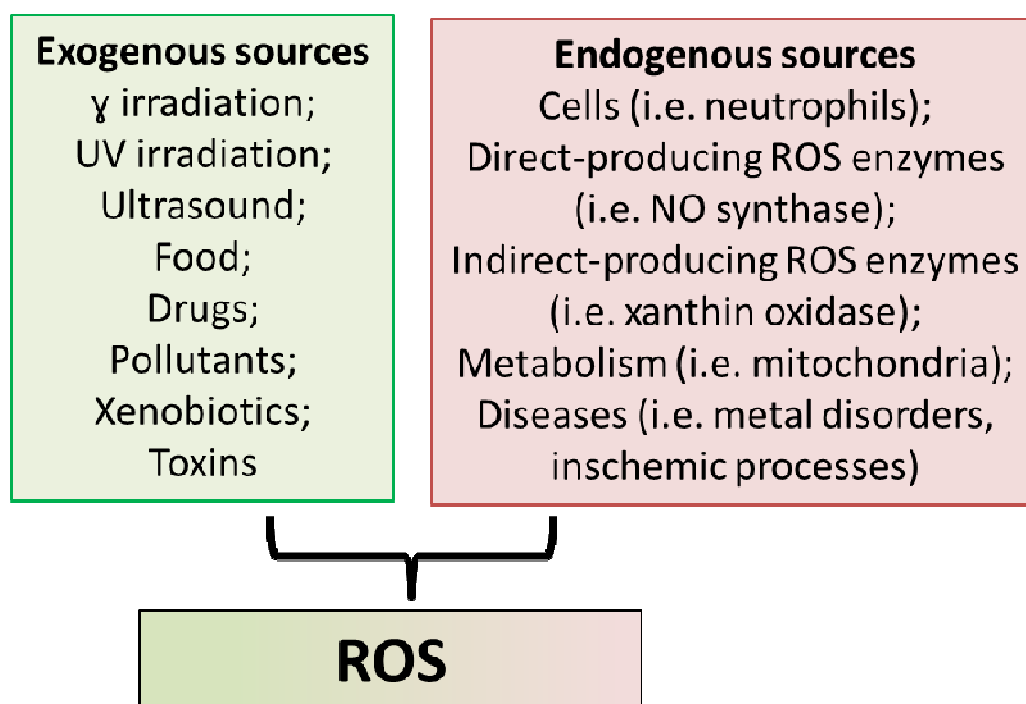 Exogenous sources
ɣ irradiation;
UV irradiation;
Ultrasound;
Food;
Drugs;
Pollutants;
Xenobiotics;
Toxins
Endogenous sources
Cells (i.e. neutrophils);
Direct-producing ROS enzymes
(i.e. NO synthase);
Indirect-producing ROS enzymes
(i.e. xanthin oxidase);
Metabolism (i.e. mitochondria);
Diseases (i.e. metal disorders,
inschemic processes)
ROS